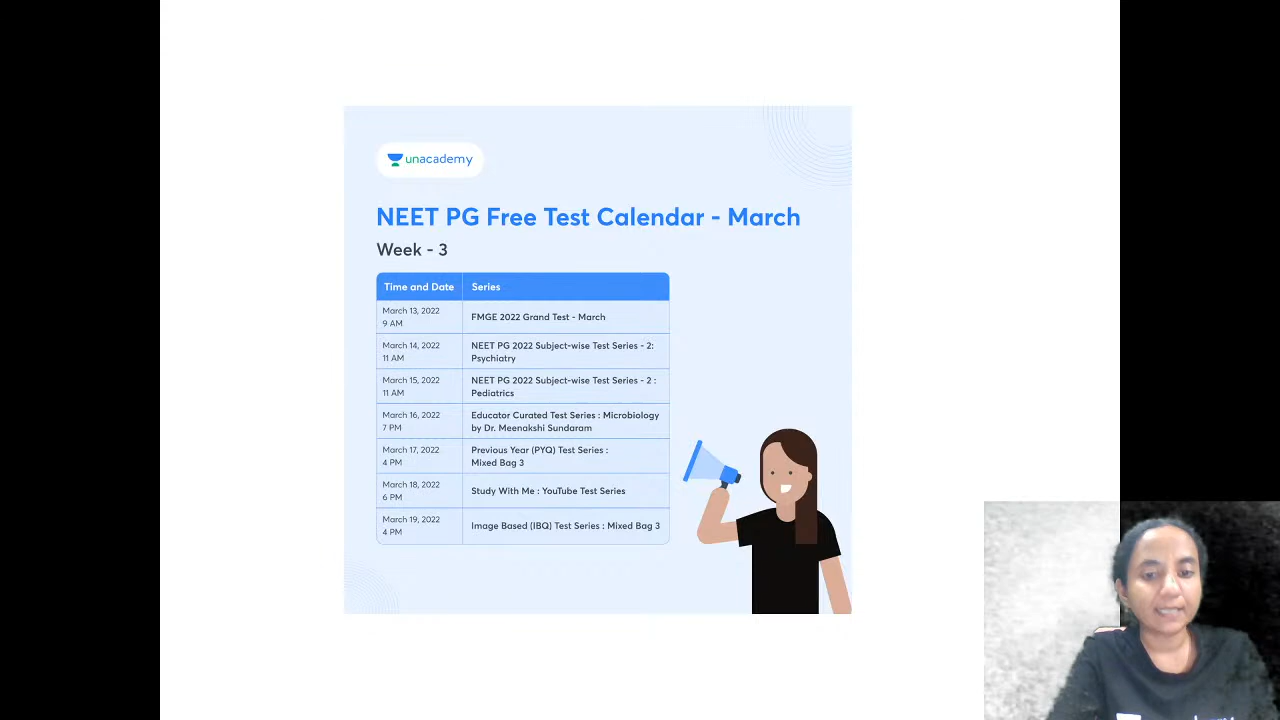 unacademy
NEET PG Free Test Calendar - March
Week - 3
Time and Date Series
March 13, 2022
9 AM
FMGE 2022 Grand Test - March
March 14, 2022
11 AM
NEET PG 2022 Subject-wise Test Series - 2:
Psychiatry
March 15, 2022
11 AM
NEET PG 2022 Subject-wise Test Series - 2 :
Pediatrics
March 16, 2022
7 PM
Educator Curated Test Series : Microbiology
by Dr. Meenakshi Sundaram
March 17, 2022
4 PM
Previous Year (PYQ) Test Series :
Mixed Bag 3
March 18, 2022
6 PM
Study With Me : YouTube Test Series
March 19, 2022
4 PM
Image Based (IBQ) Test Series : Mixed Bag 3